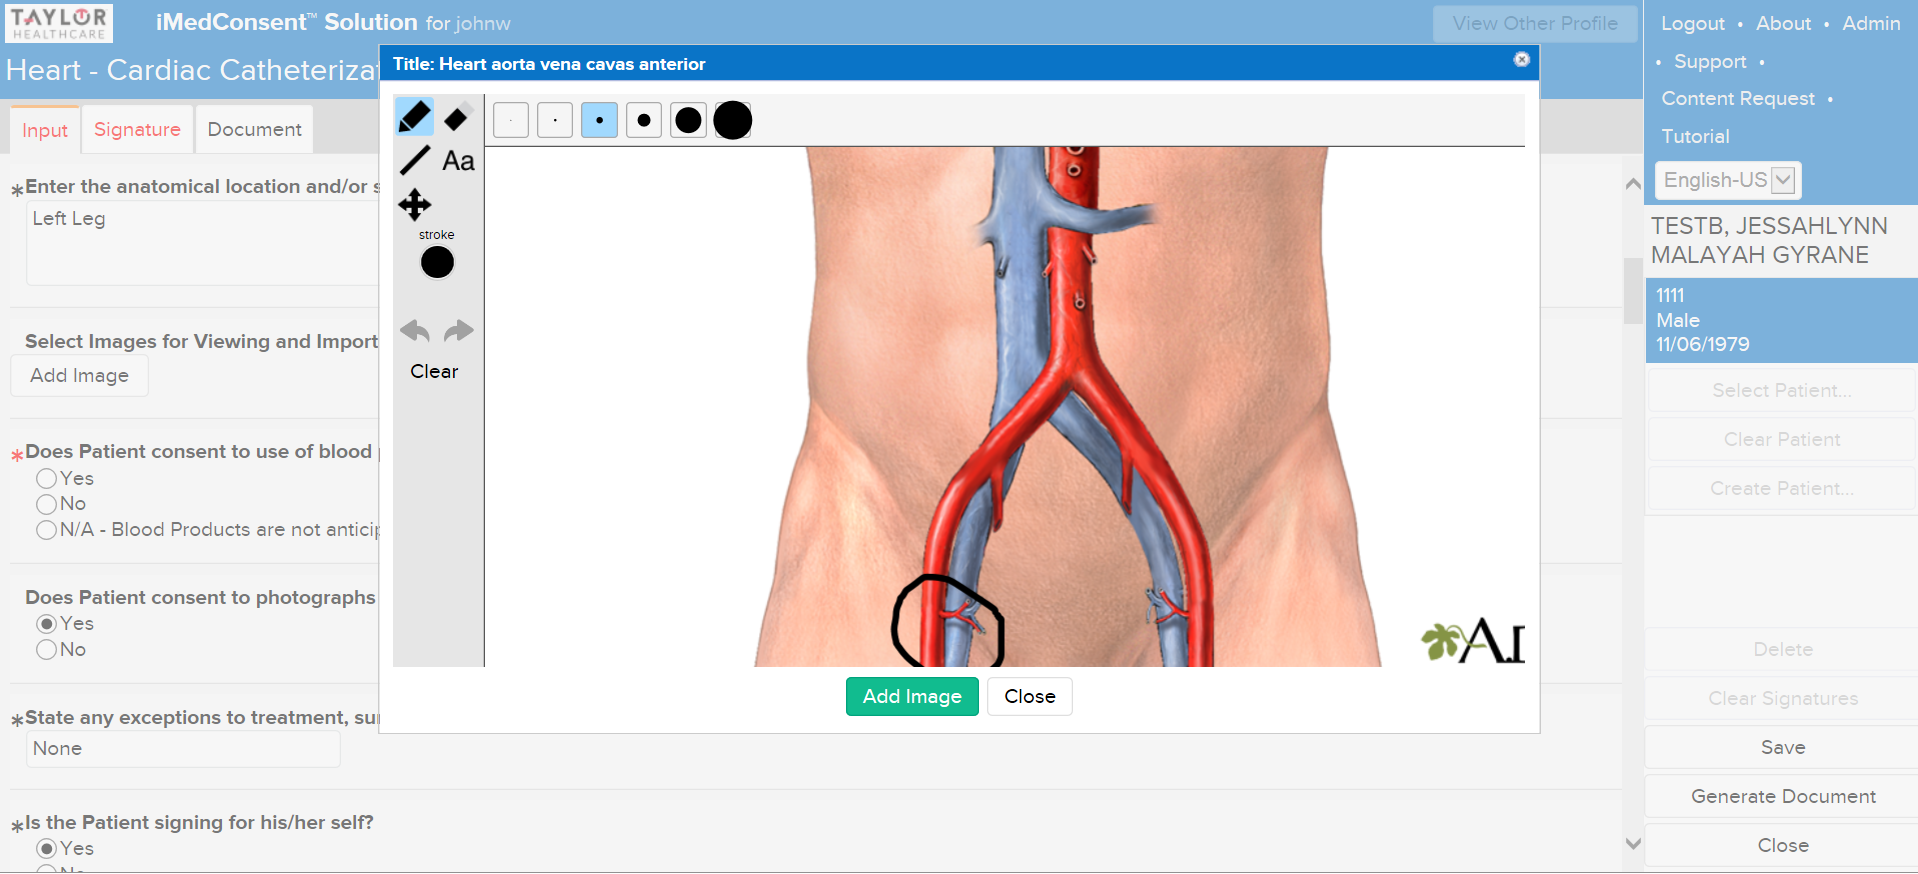 TAYLOR
HEALTHCARE
iMedConsent™ Solution for johnw
View Other Profile
Logout • About • Admin
• Support •
Content Request •
Tutorial
English-US
Heart - Cardiac Catheteriza
Title: Heart aorta vena cavas anterior
Input
Signature
Document
Aa
stroke
Clear
Add Image
Close
*Enter the anatomical location and/or s
Left Leg
Select Images for Viewing and Import
Add Image
*Does Patient consent to use of blood
Yes
No
N/A - Blood Products are not antici
Does Patient consent to photographs
Yes
No
*State any exceptions to treatment, su
None
*Is the Patient signing for his/her self?
Yes
No
TESTB, JESSAHLYNN
MALAYAH GYRANE
1111
Male
11/06/1979
Select Patient...
Clear Patient
Create Patient...
Delete
Clear Signatures
Save
Generate Document
Close